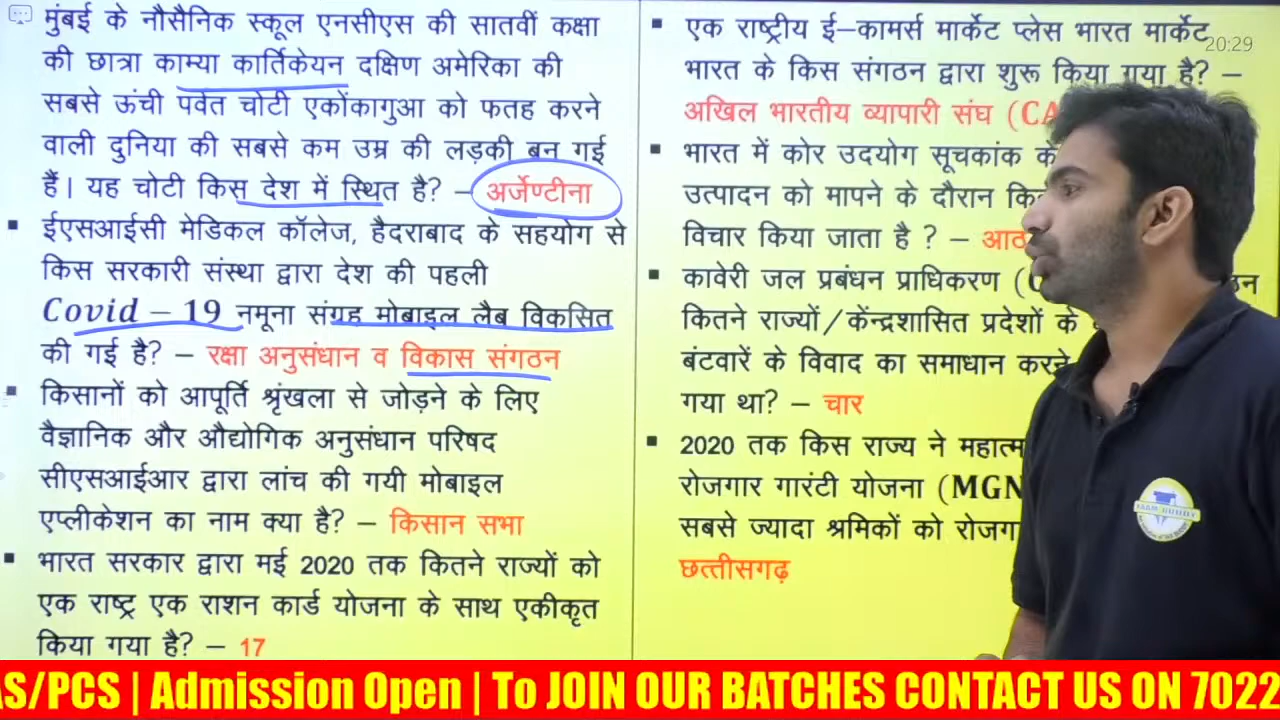 मुंबई के नौसैनिक स्कूल एनसीएस की सातवीं कक्षा
की छात्रा काम्या कार्तिकेयन दक्षिण अमेरिका की
सबसे ऊंची पर्वत चोटी एकोंकागुआ को फतह करने
वाली दुनिया की सबसे कम उम्र की लड़की बन गई
हैं। यह चोटी किस देश में स्थित है? – अर्जेण्टीना
▪ ईएसआईसी मेडिकल कॉलेज, हैदराबाद के सहयोग से
किस सरकारी संस्था द्वारा देश की पहली
Covid – 19 नमूना संग्रह मोबाइल लैब विकसित
की गई है? – रक्षा अनुसंधान व विकास संगठन
▪ किसानों को आपूर्ति श्रृंखला से जोड़ने के लिए
वैज्ञानिक और औद्योगिक अनुसंधान परिषद
सीएसआईआर द्वारा लांच की गयी मोबाइल
एप्लीकेशन का नाम क्या है? – किसान सभा
▪ भारत सरकार द्वारा मई 2020 तक कितने राज्यों को
एक राष्ट्र एक राशन कार्ड योजना के साथ एकीकृत
किया गया है? – 17
▪ एक राष्ट्रीय ई–कामर्स मार्केट प्लेस भारत मार्केट
20:29
भारत के किस संगठन द्वारा शुरू किया गया है? –
अखिल भारतीय व्यापारी संघ (CA
▪ भारत में कोर उदयोग सूचकांक के
उत्पादन को मापने के दौरान
विचार किया जाता है ? – आठ
▪ कावेरी जल प्रबंधन प्राधिकरण
कितने राज्यों/केंन्द्रशासित प्रदेशों के
बंटवारें के विवाद का समाधान करने
गया था? – चार
▪ 2020 तक किस राज्य ने महात्म
रोजगार गारंटी योजना (MGN
सबसे ज्यादा श्रमिकों को रोजगा
छत्तीसगढ़
AS/PCS | Admission Open | To JOIN OUR BATCHES CONTACT US ON 7022